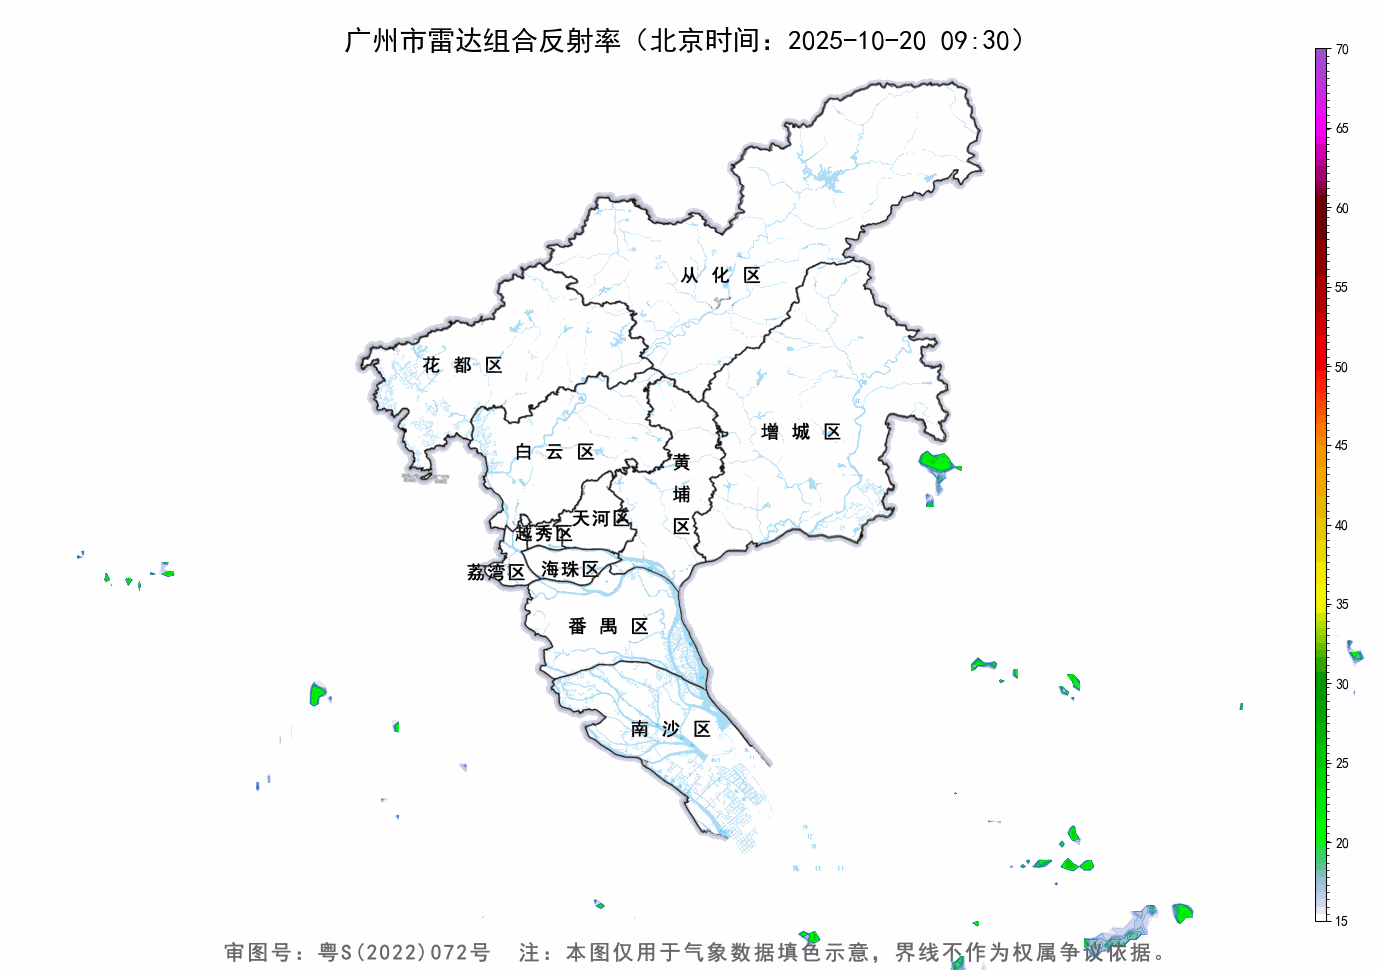 广州市雷达组合反射率（北京时间：2025-10-20 09:30）
70
65
60
55
50
45
40
35
30
25
20
15
从化区
花都区
增城区
白云区
黄埔区
天河区
越秀区
海珠区
荔湾区
番禺区
南沙区
审图号：粤S(2022)072号 注：本图仅用于气象数据填色示意，界线不作为权属争议依据。